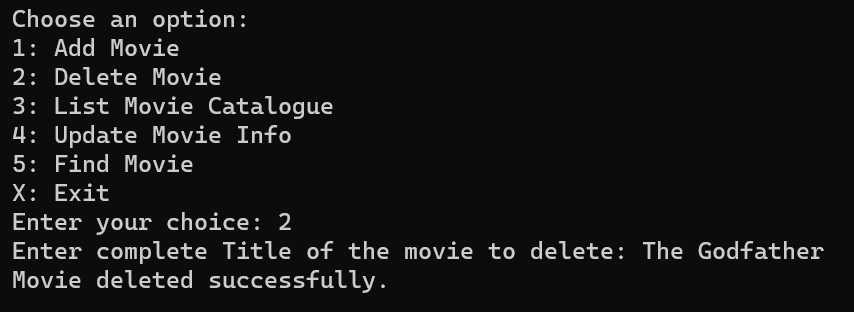 Choose an option:
1: Add Movie
2: Delete Movie
3: List Movie Catalogue
4: Update Movie Info
5: Find Movie
X: Exit
Enter your choice: 2
Enter complete Title of the movie to delete: The Godfather
Movie deleted successfully.